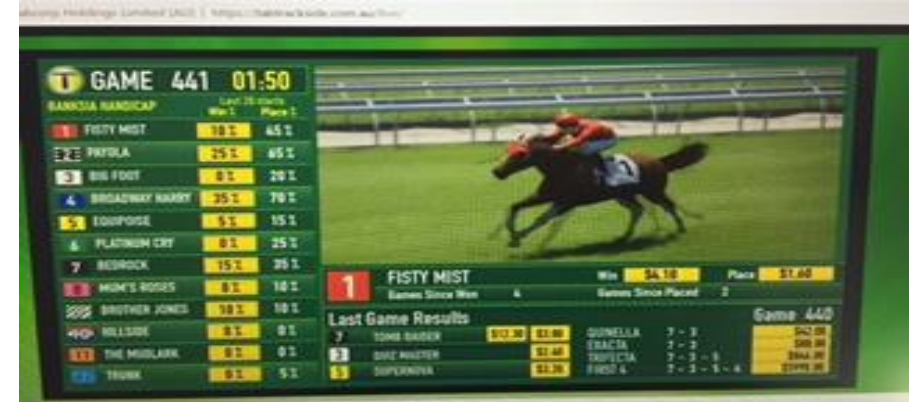 GAME 441 01:50
BANKSIA HANDICAP
Last 20 starts
Win % Place %
1 FISTY MIST 10% 45%
2 PAYOLA 25% 65%
3 BIG FOOT 0% 20%
4 BROADWAY HARRY 35% 70%
5 EQUIPOISE 5% 15%
6 PLATINUM CRY 0% 25%
7 BEDROCK 15% 35%
8 MUM'S ROSES 0% 10%
BROTHER JONES 10% 10%
HILLSIDE 0% 0%
11 THE MUDLARK 0% 0%
TRUNK 0% 5%
1 FISTY MIST Win $4.10 Place $1.60
Games Since Won 4 Games Since Placed 2
Last Game Results Game 440
7 TOMS RAISER
3 QUIZ MASTER
5 SUPERNOVA
QUINELLA 7 - 3
EXACTA 7 - 3
TRIFECTA 7 - 3 - 5
FIRST 4 7 - 3 - 5 - 4